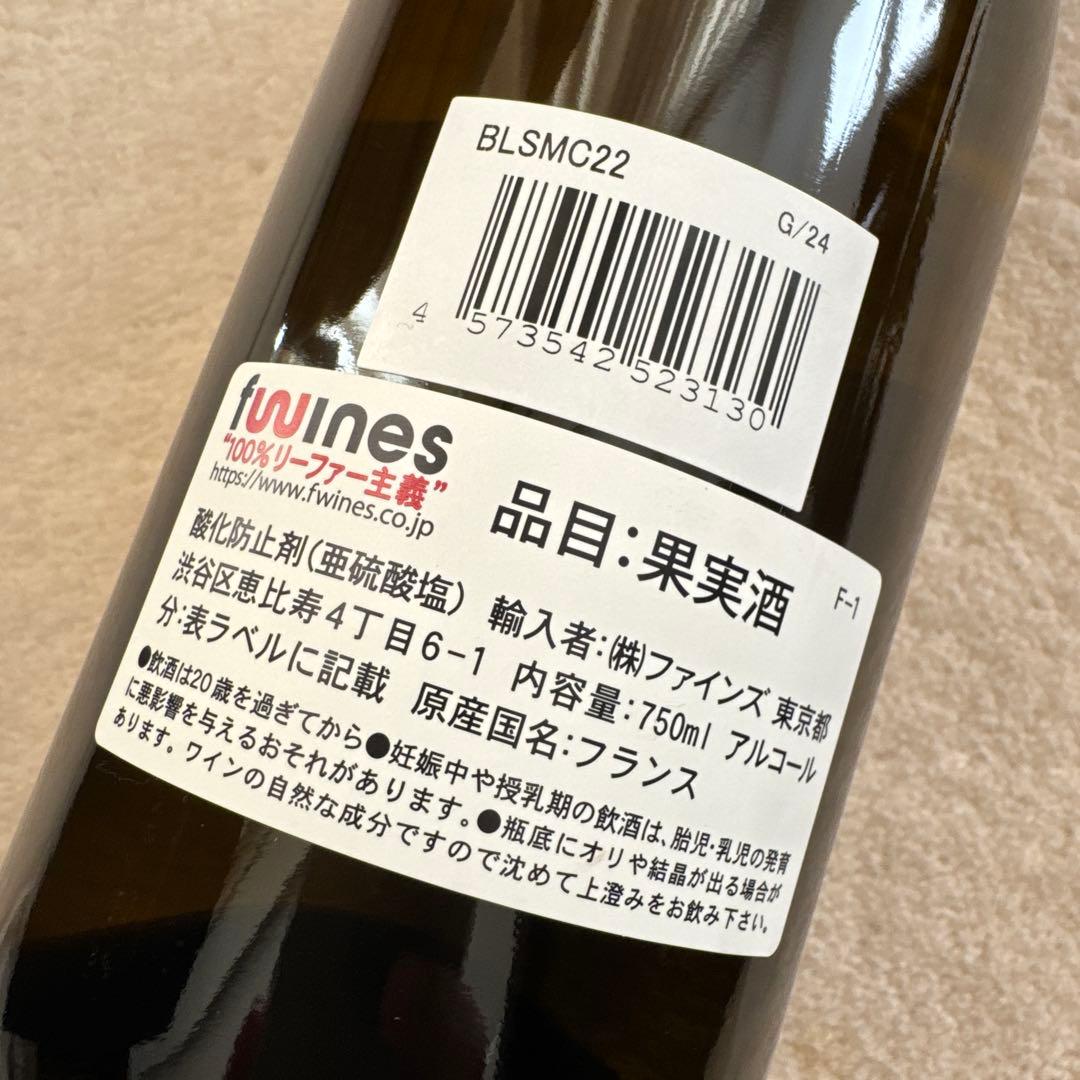 BLSMC22
G/24
4 573542 523130
fwines
"100%リーファー主義"
https://www.fwines.co.jp
品目:果実酒
F-1
酸化防止剤(亜硫酸塩) 輸入者:㈱ファインズ 東京都
渋谷区恵比寿4丁目6-1 内容量:750ml アルコール
分:表ラベルに記載 原産国名:フランス
●飲酒は20歳を過ぎてから●妊娠中や授乳期の飲酒は、胎児・乳児の発育
に悪影響を与えるおそれがあります。●瓶底にオリや結晶が出る場合が
あります。ワインの自然な成分ですので沈めて上澄みをお飲み下さい。